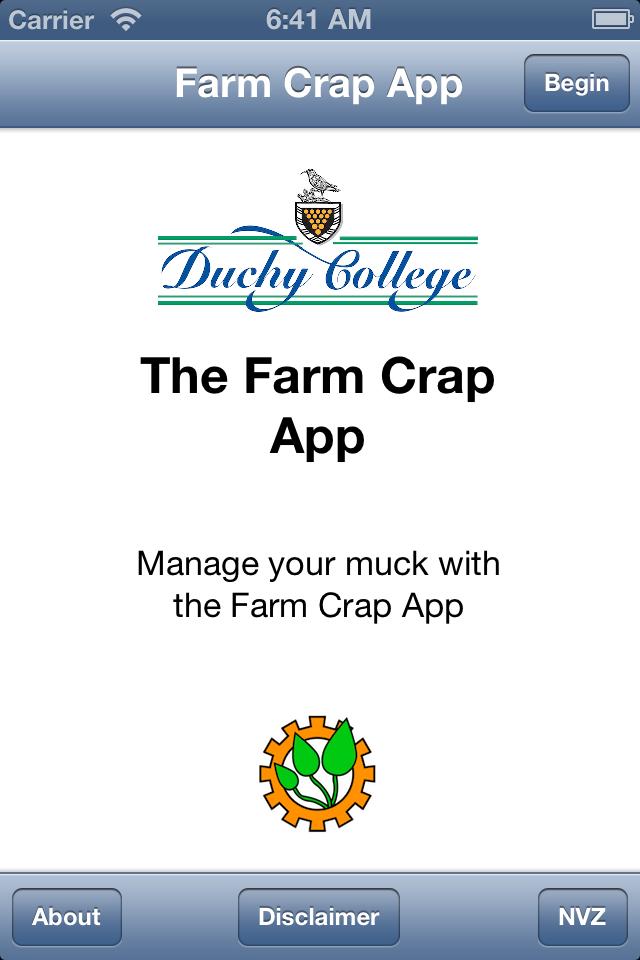 Carrier 6:41 AM
Farm Crap App Begin
Duchy College
The Farm Crap
App
Manage your muck with
the Farm Crap App
About Disclaimer NVZ